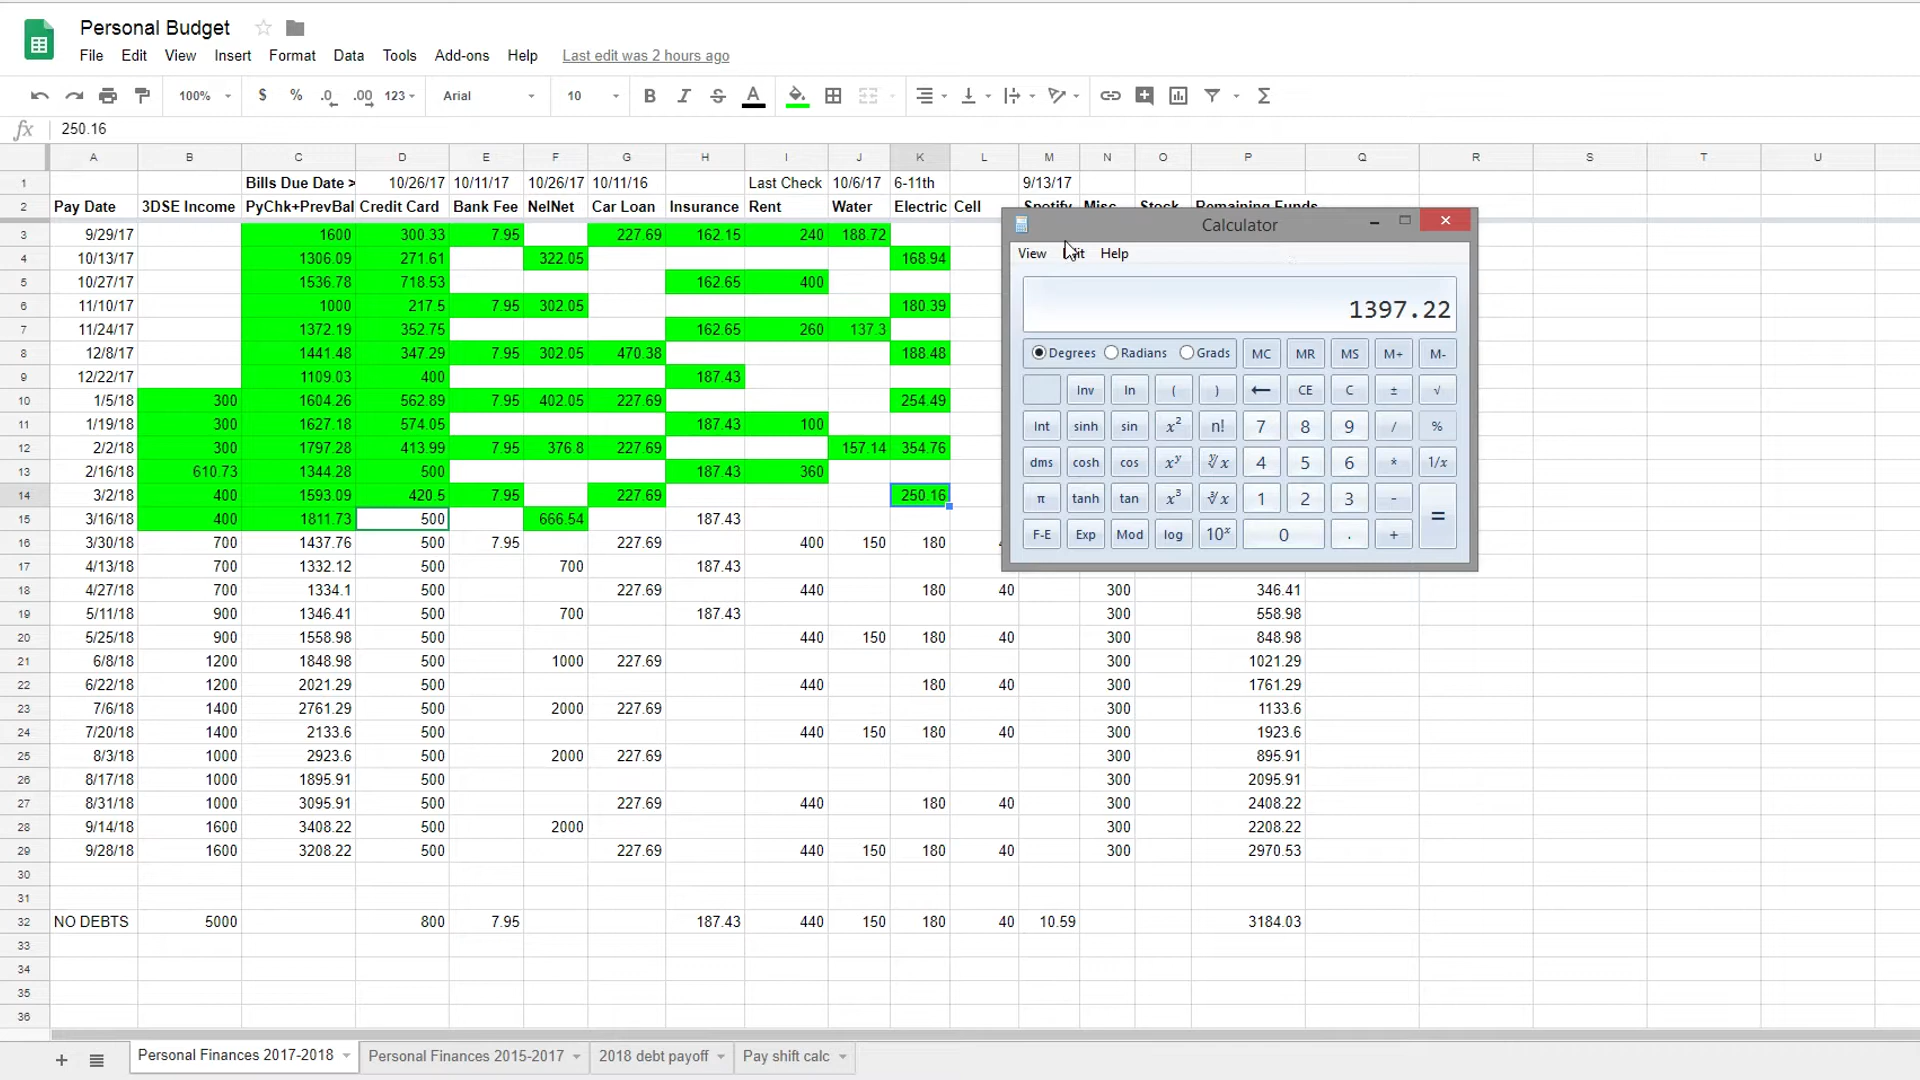 Personal Budget
File Edit View Insert Format Data Tools Add-ons Help Last edit was 2 hours ago
100% $ % .0 .00 123 Arial 10 B I S A Σ
fx 250.16
A B C D E F G H I J K L M N O P Q R S T U
1 Bills Due Date > 10/26/17 10/11/17 10/26/17 10/11/16 Last Check 10/6/17 6-11th 9/13/17
2 Pay Date 3DSE Income PyChk+PrevBal Credit Card Bank Fee NelNet Car Loan Insurance Rent Water Electric Cell Spotify Misc Stock Remaining Funds
3 9/29/17 1600 300.33 7.95 227.69 162.15 240 188.72
4 10/13/17 1306.09 271.61 322.05 168.94
5 10/27/17 1536.78 718.53 162.65 400
6 11/10/17 1000 217.5 7.95 302.05 180.39
7 11/24/17 1372.19 352.75 162.65 260 137.3
8 12/8/17 1441.48 347.29 7.95 302.05 470.38 188.48
9 12/22/17 1109.03 400 187.43
10 1/5/18 300 1604.26 562.89 7.95 402.05 227.69 254.49
11 1/19/18 300 1627.18 574.05 187.43 100
12 2/2/18 300 1797.28 413.99 7.95 376.8 227.69 157.14 354.76
13 2/16/18 610.73 1344.28 500 187.43 360
14 3/2/18 400 1593.09 420.5 7.95 227.69 250.16
15 3/16/18 400 1811.73 500 666.54 187.43
16 3/30/18 700 1437.76 500 7.95 227.69 400 150 180
17 4/13/18 700 1332.12 500 700 187.43
18 4/27/18 700 1334.1 500 227.69 440 180 40 300 346.41
19 5/11/18 900 1346.41 500 700 187.43 300 558.98
20 5/25/18 900 1558.98 500 440 150 180 40 300 848.98
21 6/8/18 1200 1848.98 500 1000 227.69 300 1021.29
22 6/22/18 1200 2021.29 500 440 180 40 300 1761.29
23 7/6/18 1400 2761.29 500 2000 227.69 300 1133.6
24 7/20/18 1400 2133.6 500 440 150 180 40 300 1923.6
25 8/3/18 1000 2923.6 500 2000 227.69 300 895.91
26 8/17/18 1000 1895.91 500 300 2095.91
27 8/31/18 1000 3095.91 500 227.69 440 180 40 300 2408.22
28 9/14/18 1600 3408.22 500 2000 300 2208.22
29 9/28/18 1600 3208.22 500 227.69 440 150 180 40 300 2970.53
30
31
32 NO DEBTS 5000 800 7.95 187.43 440 150 180 40 10.59 3184.03
33
34
35
36
Calculator
View Help
1397.22
Degrees Radians Grads MC MR MS M+ M-
Inv ln ( ) ← CE C ± √
Int sinh sin x² n! 7 8 9 / %
dms cosh cos xʸ ʸ√x 4 5 6 * 1/x
π tanh tan x³ ³√x 1 2 3 - =
F-E Exp Mod log 10ˣ 0 . +
+ Personal Finances 2017-2018 Personal Finances 2015-2017 2018 debt payoff Pay shift calc